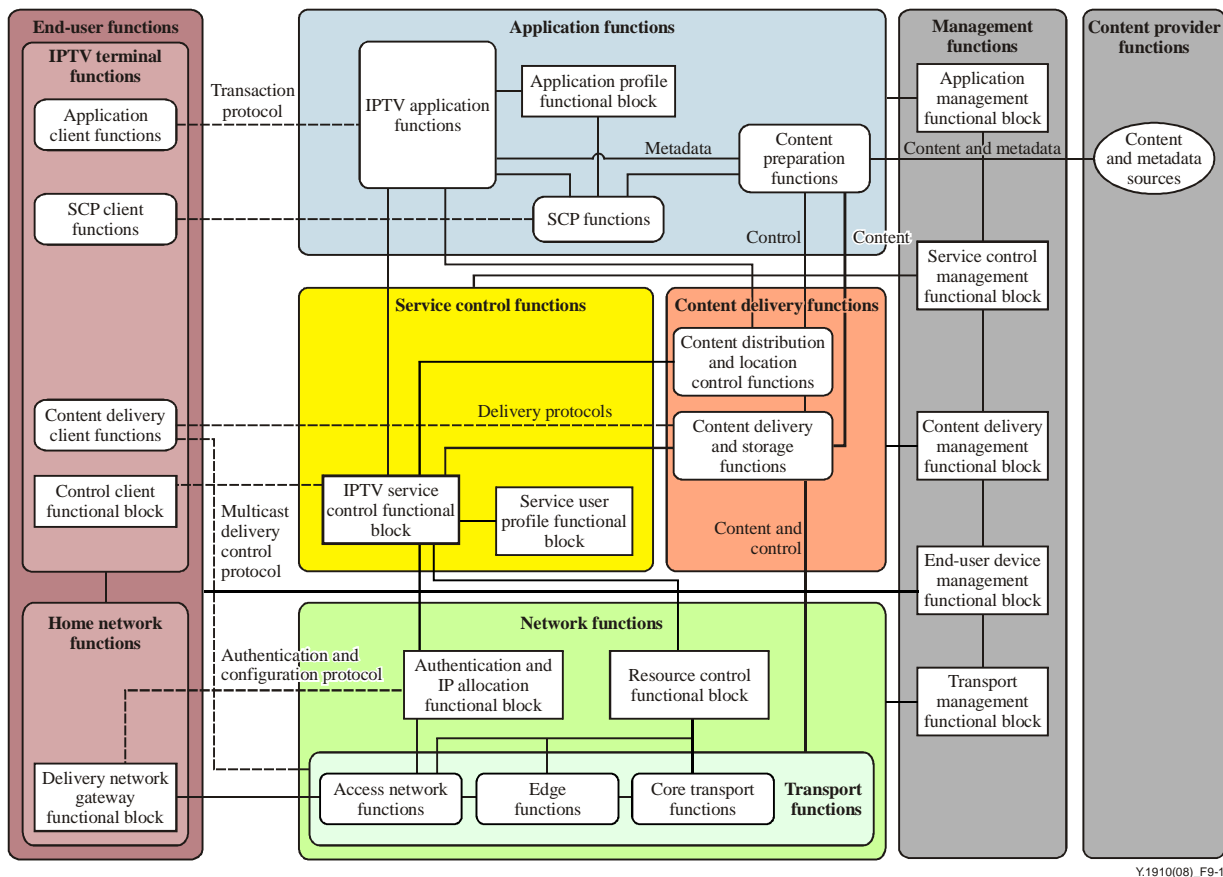 End-user functions
IPTV terminal
functions
Application
client functions
SCP client
functions
Content delivery
client functions
Control client
functional block
Home network
functions
Delivery network
gateway
functional block
Transaction
protocol
Multicast
delivery
control
protocol
Authentication and
configuration protocol
Application functions
IPTV application
functions
Application profile
functional block
Metadata
Content
preparation
functions
SCP functions
Control
Content
Service control functions
Delivery protocols
IPTV service
control functional
block
Service user
profile functional
block
Content delivery functions
Content distribution
and location
control functions
Content delivery
and storage
functions
Content and
control
Network functions
Authentication and
IP allocation
functional block
Resource control
functional block
Access network
functions
Edge
functions
Core transport
functions
Transport
functions
Management
functions
Application
management
functional block
Content and metadata
Service control
management
functional block
Content delivery
management
functional block
End-user device
management
functional block
Transport
management
functional block
Content provider
functions
Content
and metadata
sources
Y.1910(08)_F9-1